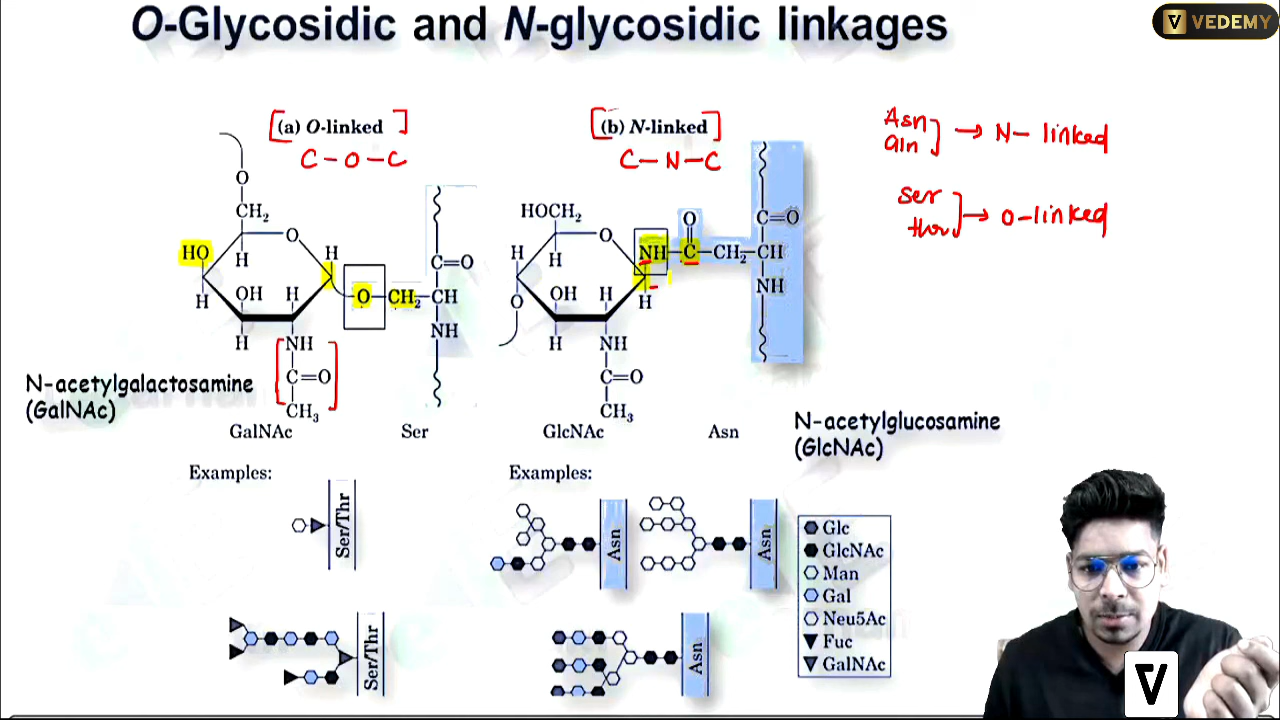 O-Glycosidic and N-glycosidic linkages
VEDEMY
[(a) O-linked]
C-O-C
[(b) N-linked]
C-N-C
Asn
Gln ] → N- linked
Ser
thr ] → O-linked
O
CH₂
O
HO
H
H
H
OH
H
H
O
CH₂
CH
C=O
NH
H
NH
C=O
CH₃
HOCH₂
O
H
H
O
OH
H
H
H
NH
C=O
CH₃
NH
O
C
CH₂
CH
C=O
NH
N-acetylgalactosamine
(GalNAc)
GalNAc
Ser
GlcNAc
Asn
N-acetylglucosamine
(GlcNAc)
Examples:
Examples:
Ser/Thr
Asn
Asn
Ser/Thr
Asn
Glc
GlcNAc
Man
Gal
Neu5Ac
Fuc
GalNAc
V